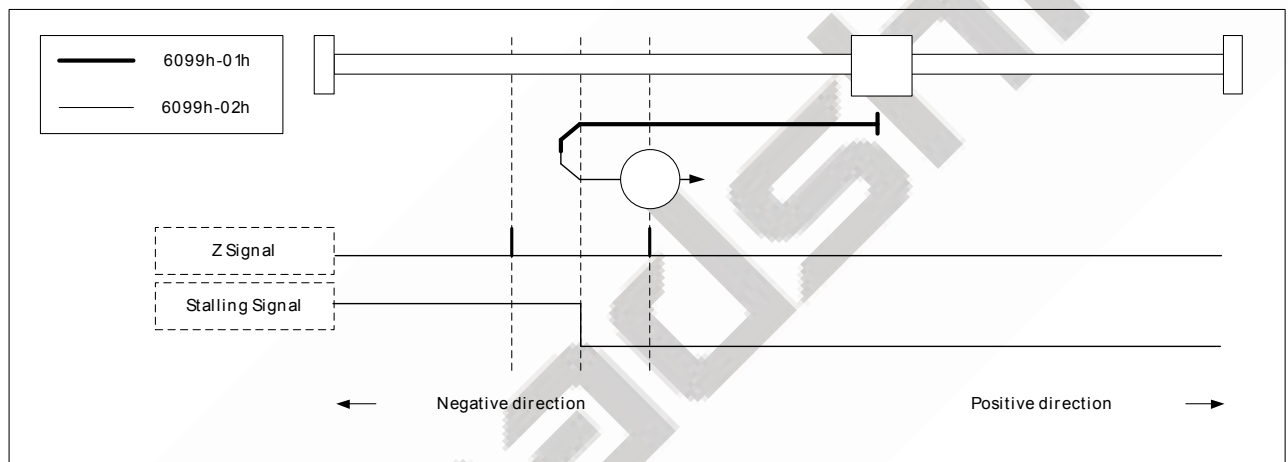 6099h-01h
6099h-02h
Z Signal
Stalling Signal
Negative direction
Positive direction